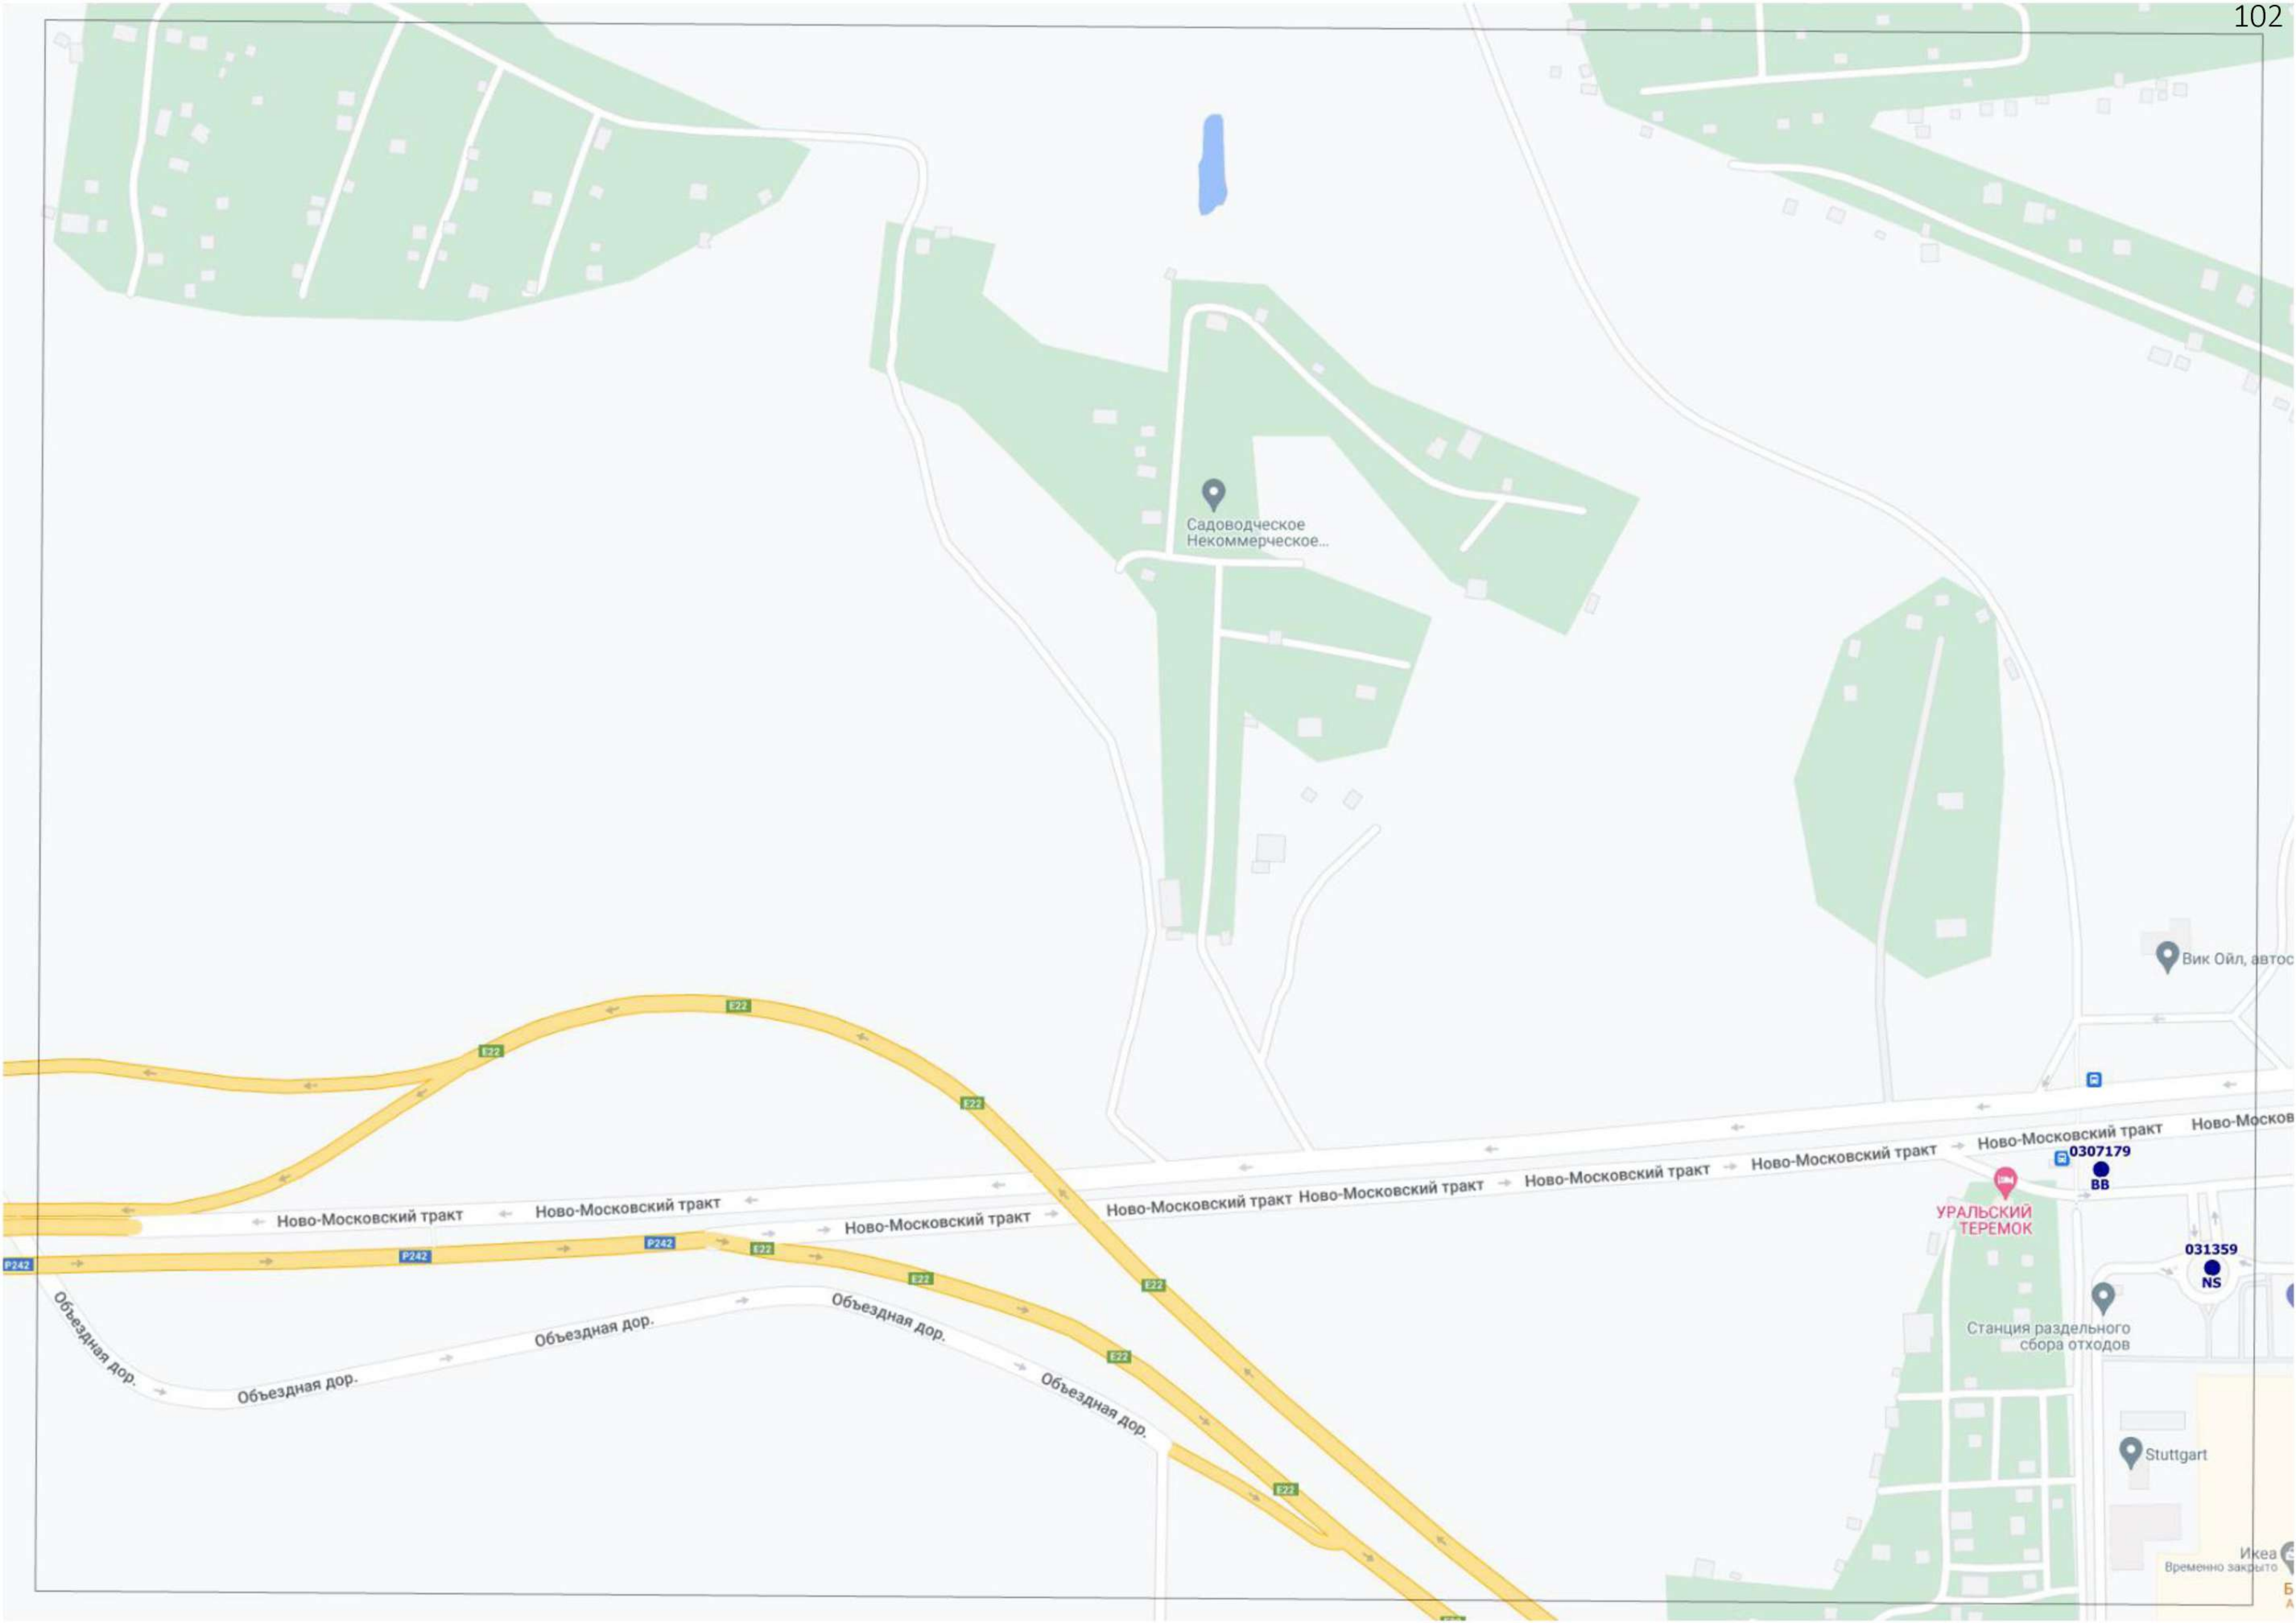 102
Садоводческое
Некоммерческое...
Вик Ойл, автос
E22
E22
E22
Ново-Московский тракт
Ново-Московский тракт
Ново-Московский тракт
Ново-Московский тракт
Ново-Московский тракт
Ново-Московский тракт
Ново-Московский тракт
Ново-Московский тракт
Ново-Москов
0307179
BB
УРАЛЬСКИЙ
ТЕРЕМОК
P242
P242
P242
E22
E22
E22
E22
E22
031359
NS
Объездная дор.
Объездная дор.
Объездная дор.
Объездная дор.
Объездная дор.
Станция раздельного
сбора отходов
Stuttgart
Икеа
Временно закрыто
Б